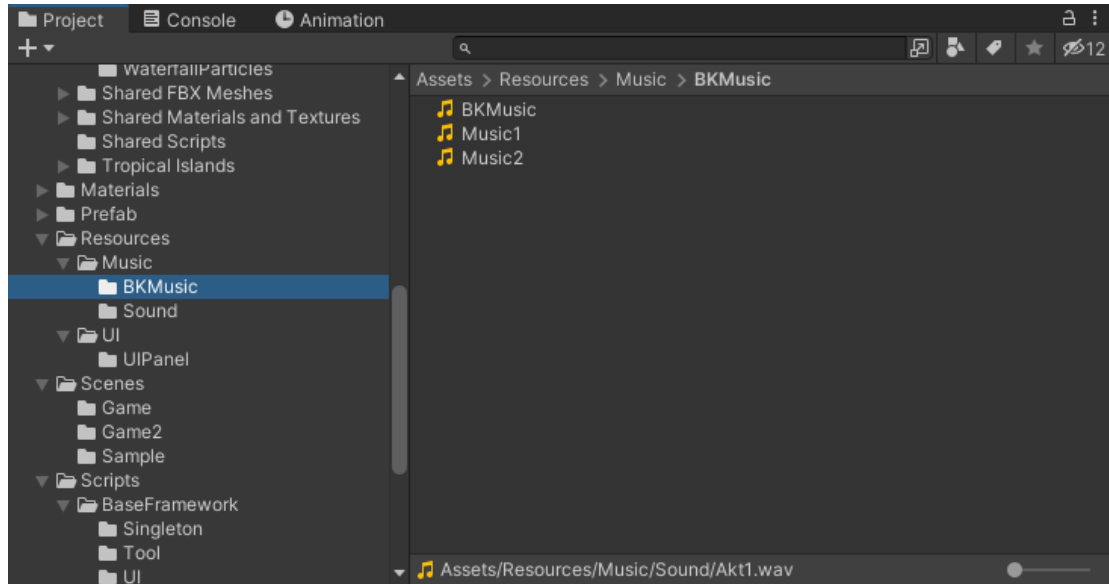 Project Console Animation
12
WaterfallParticles
Shared FBX Meshes
Shared Materials and Textures
Shared Scripts
Tropical Islands
Materials
Prefab
Resources
Music
BKMusic
Sound
UI
UIPanel
Scenes
Game
Game2
Sample
Scripts
BaseFramework
Singleton
Tool
UI
Assets > Resources > Music > BKMusic
BKMusic
Music1
Music2
Assets/Resources/Music/Sound/Akt1.wav